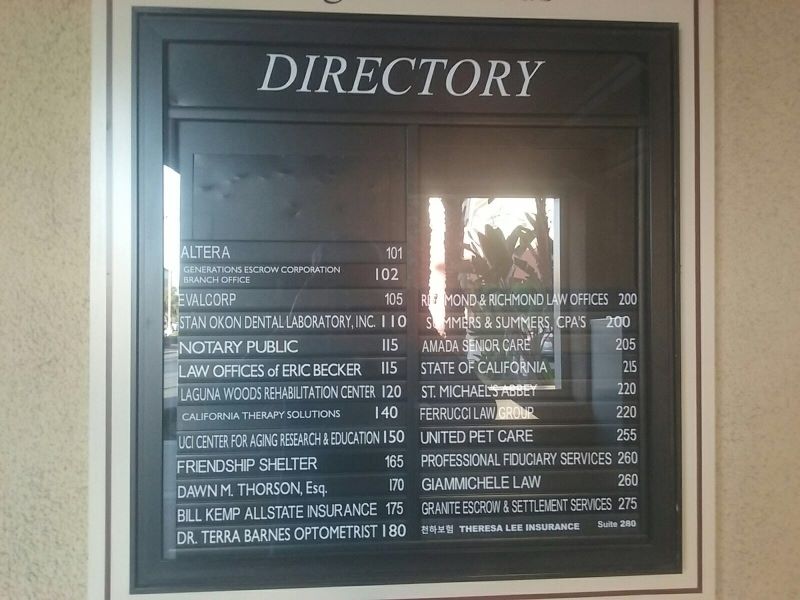 DIRECTORY
ALTERA 101
GENERATIONS ESCROW CORPORATION
BRANCH OFFICE 102
EVALCORP 105
STAN OKON DENTAL LABORATORY, INC. 110
NOTARY PUBLIC 115
LAW OFFICES of ERIC BECKER 115
LAGUNA WOODS REHABILITATION CENTER 120
CALIFORNIA THERAPY SOLUTIONS 140
UCI CENTER FOR AGING RESEARCH & EDUCATION 150
FRIENDSHIP SHELTER 165
DAWN M. THORSON, Esq. 170
BILL KEMP ALLSTATE INSURANCE 175
DR. TERRA BARNES OPTOMETRIST 180
RICHMOND & RICHMOND LAW OFFICES 200
SUMMERS & SUMMERS, CPA'S 200
AMADA SENIOR CARE 205
STATE OF CALIFORNIA 215
ST. MICHAEL'S ABBEY 220
FERRUCCI LAW GROUP 220
UNITED PET CARE 255
PROFESSIONAL FIDUCIARY SERVICES 260
GIAMMICHELE LAW 260
GRANITE ESCROW & SETTLEMENT SERVICES 275
천하보험 THERESA LEE INSURANCE Suite 280